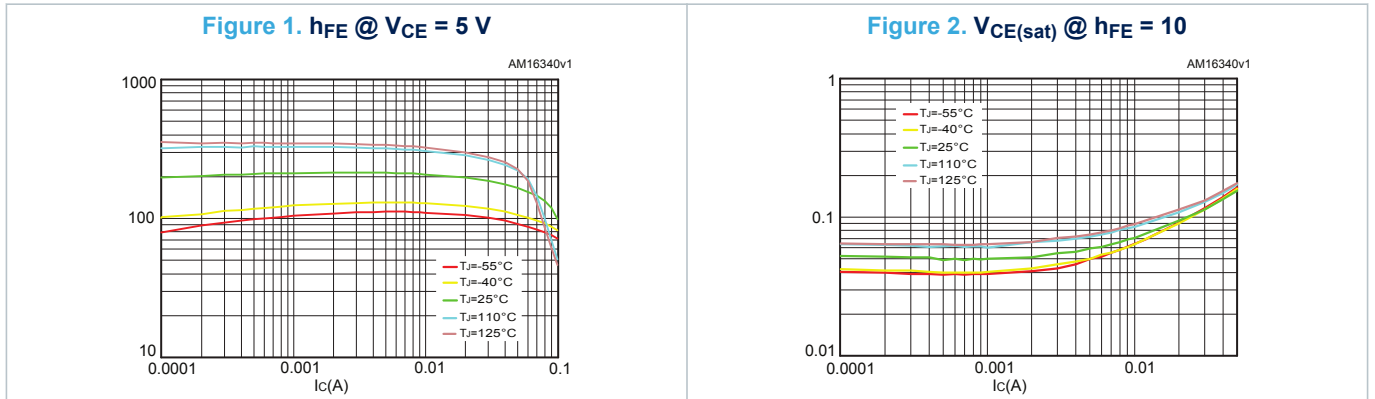 Figure 1. hFE @ VCE = 5 V
AM16340v1
1000
100
10
0.0001 0.001 0.01 0.1
IC(A)
TJ=-55°C
TJ=-40°C
TJ=25°C
TJ=110°C
TJ=125°C
Figure 2. VCE(sat) @ hFE = 10
AM16340v1
1
0.1
0.01
0.0001 0.001 0.01
IC(A)
TJ=-55°C
TJ=-40°C
TJ=25°C
TJ=110°C
TJ=125°C